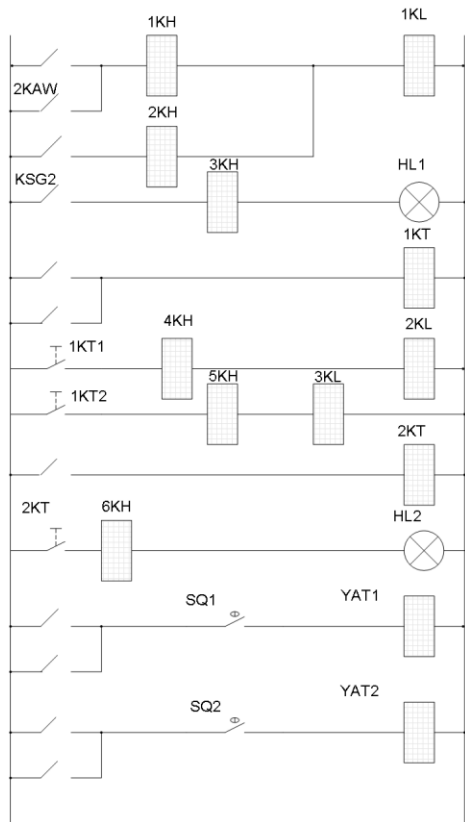 1KH 1KL
2KAW
2KH
KSG2 3KH HL1
1KT
4KH 2KL
1KT1
5KH 3KL
1KT2
2KT
2KT 6KH HL2
SQ1 YAT1
SQ2 YAT2